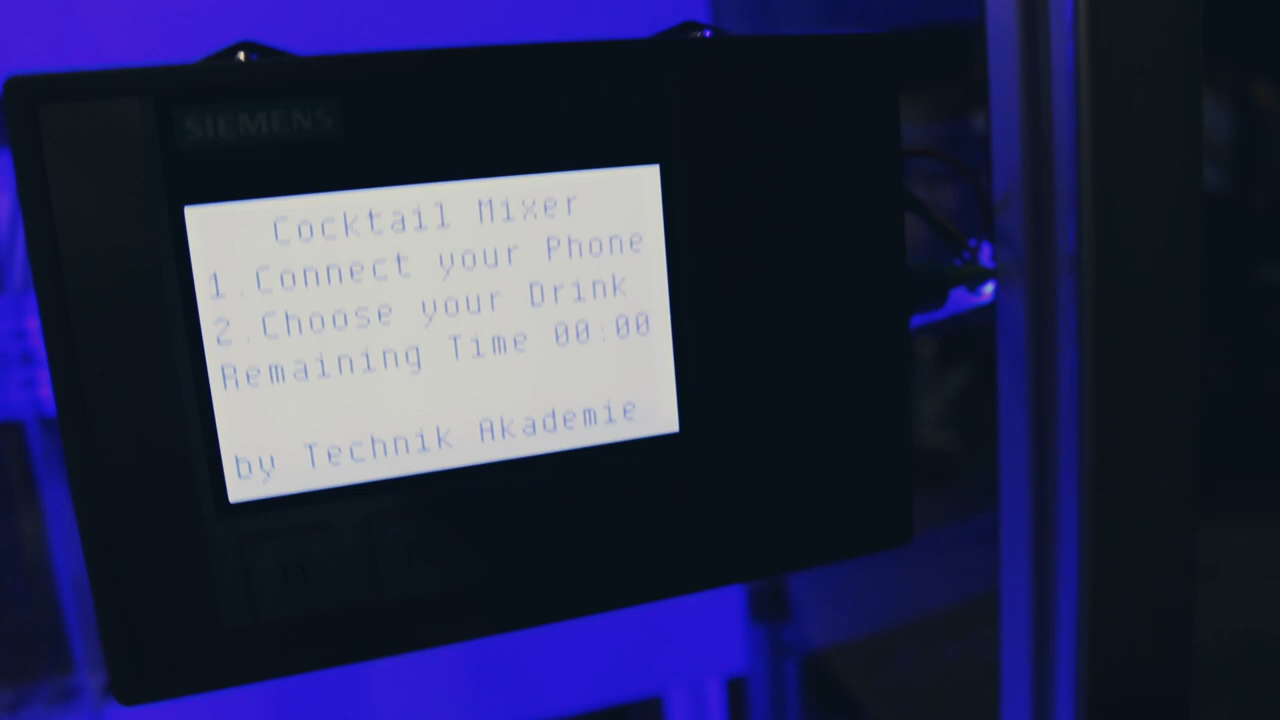 SIEMENS
Cocktail Mixer
1.Connect your Phone
2.Choose your Drink
Remaining Time 00:00
by Technik Akademie